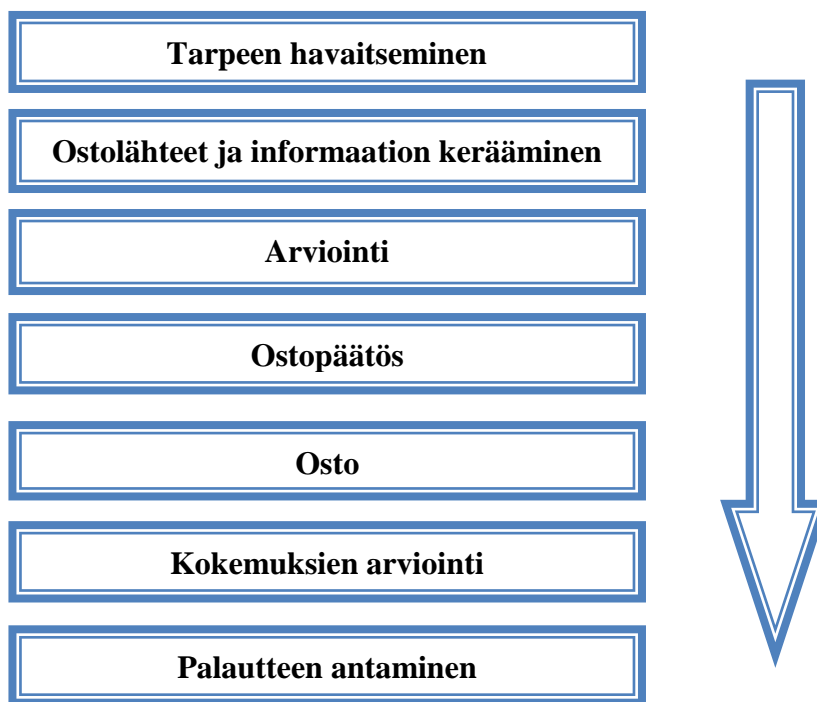 Tarpeen havaitseminen
Ostolähteet ja informaation kerääminen
Arviointi
Ostopäätös
Osto
Kokemuksien arviointi
Palautteen antaminen